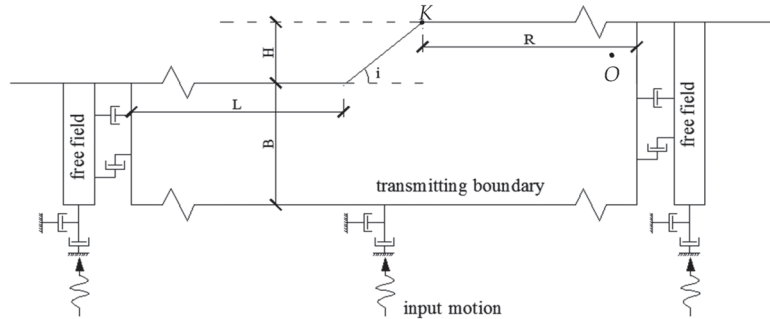 K
H
R
i
O
L
B
free field
free field
transmitting boundary
input motion